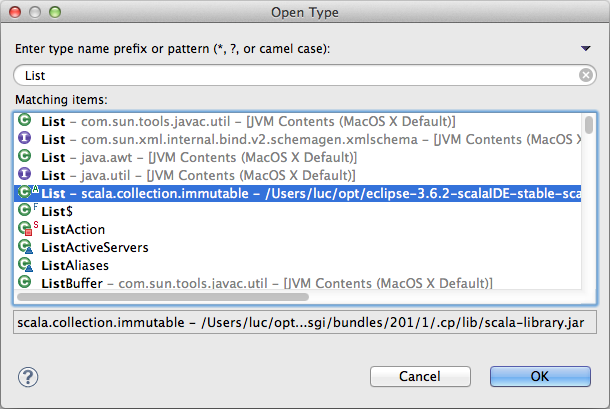 Open Type
Enter type name prefix or pattern (*, ?, or camel case):
List
Matching items:
C List – com.sun.tools.javac.util - [JVM Contents (MacOS X Default)]
I List – com.sun.xml.internal.bind.v2.schemagen.xmlschema – [JVM Contents (MacOS X
C List – java.awt – [JVM Contents (MacOS X Default)]
I List – java.util – [JVM Contents (MacOS X Default)]
C A List – scala.collection.immutable – /Users/luc/opt/eclipse-3.6.2-scalaIDE-stable-sca
C F List$
C S ListAction
C ListActiveServers
C ListAliases
C ListBuffer – com.sun.tools.javac.util – [JVM Contents (MacOS X Default)]
scala.collection.immutable – /Users/luc/opt...sgi/bundles/201/1/.cp/lib/scala-library.jar
? Cancel OK